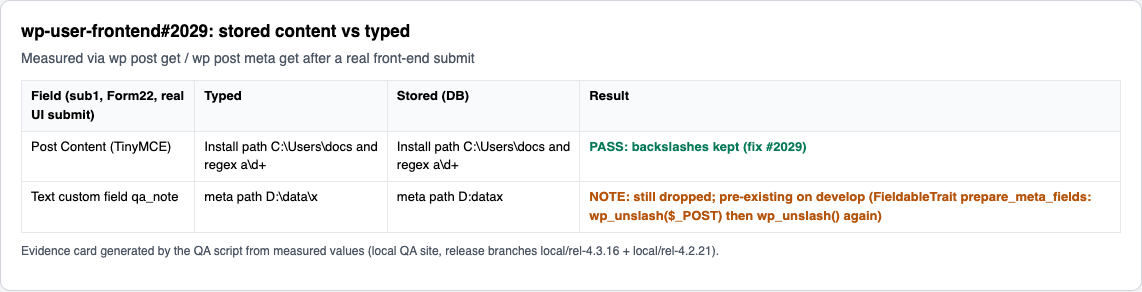 wp-user-frontend#2029: stored content vs typed
Measured via wp post get / wp post meta get after a real front-end submit
Field (sub1, Form22, real UI submit)
Typed
Stored (DB)
Result
Post Content (TinyMCE)
Install path C:\Users\docs and
regex a\d+
Install path C:\Users\docs and
regex a\d+
PASS: backslashes kept (fix #2029)
Text custom field qa_note
meta path D:\data\x
meta path D:datax
NOTE: still dropped; pre-existing on develop (FieldableTrait prepare_meta_fields:
wp_unslash($_POST) then wp_unslash() again)
Evidence card generated by the QA script from measured values (local QA site, release branches local/rel-4.3.16 + local/rel-4.2.21).